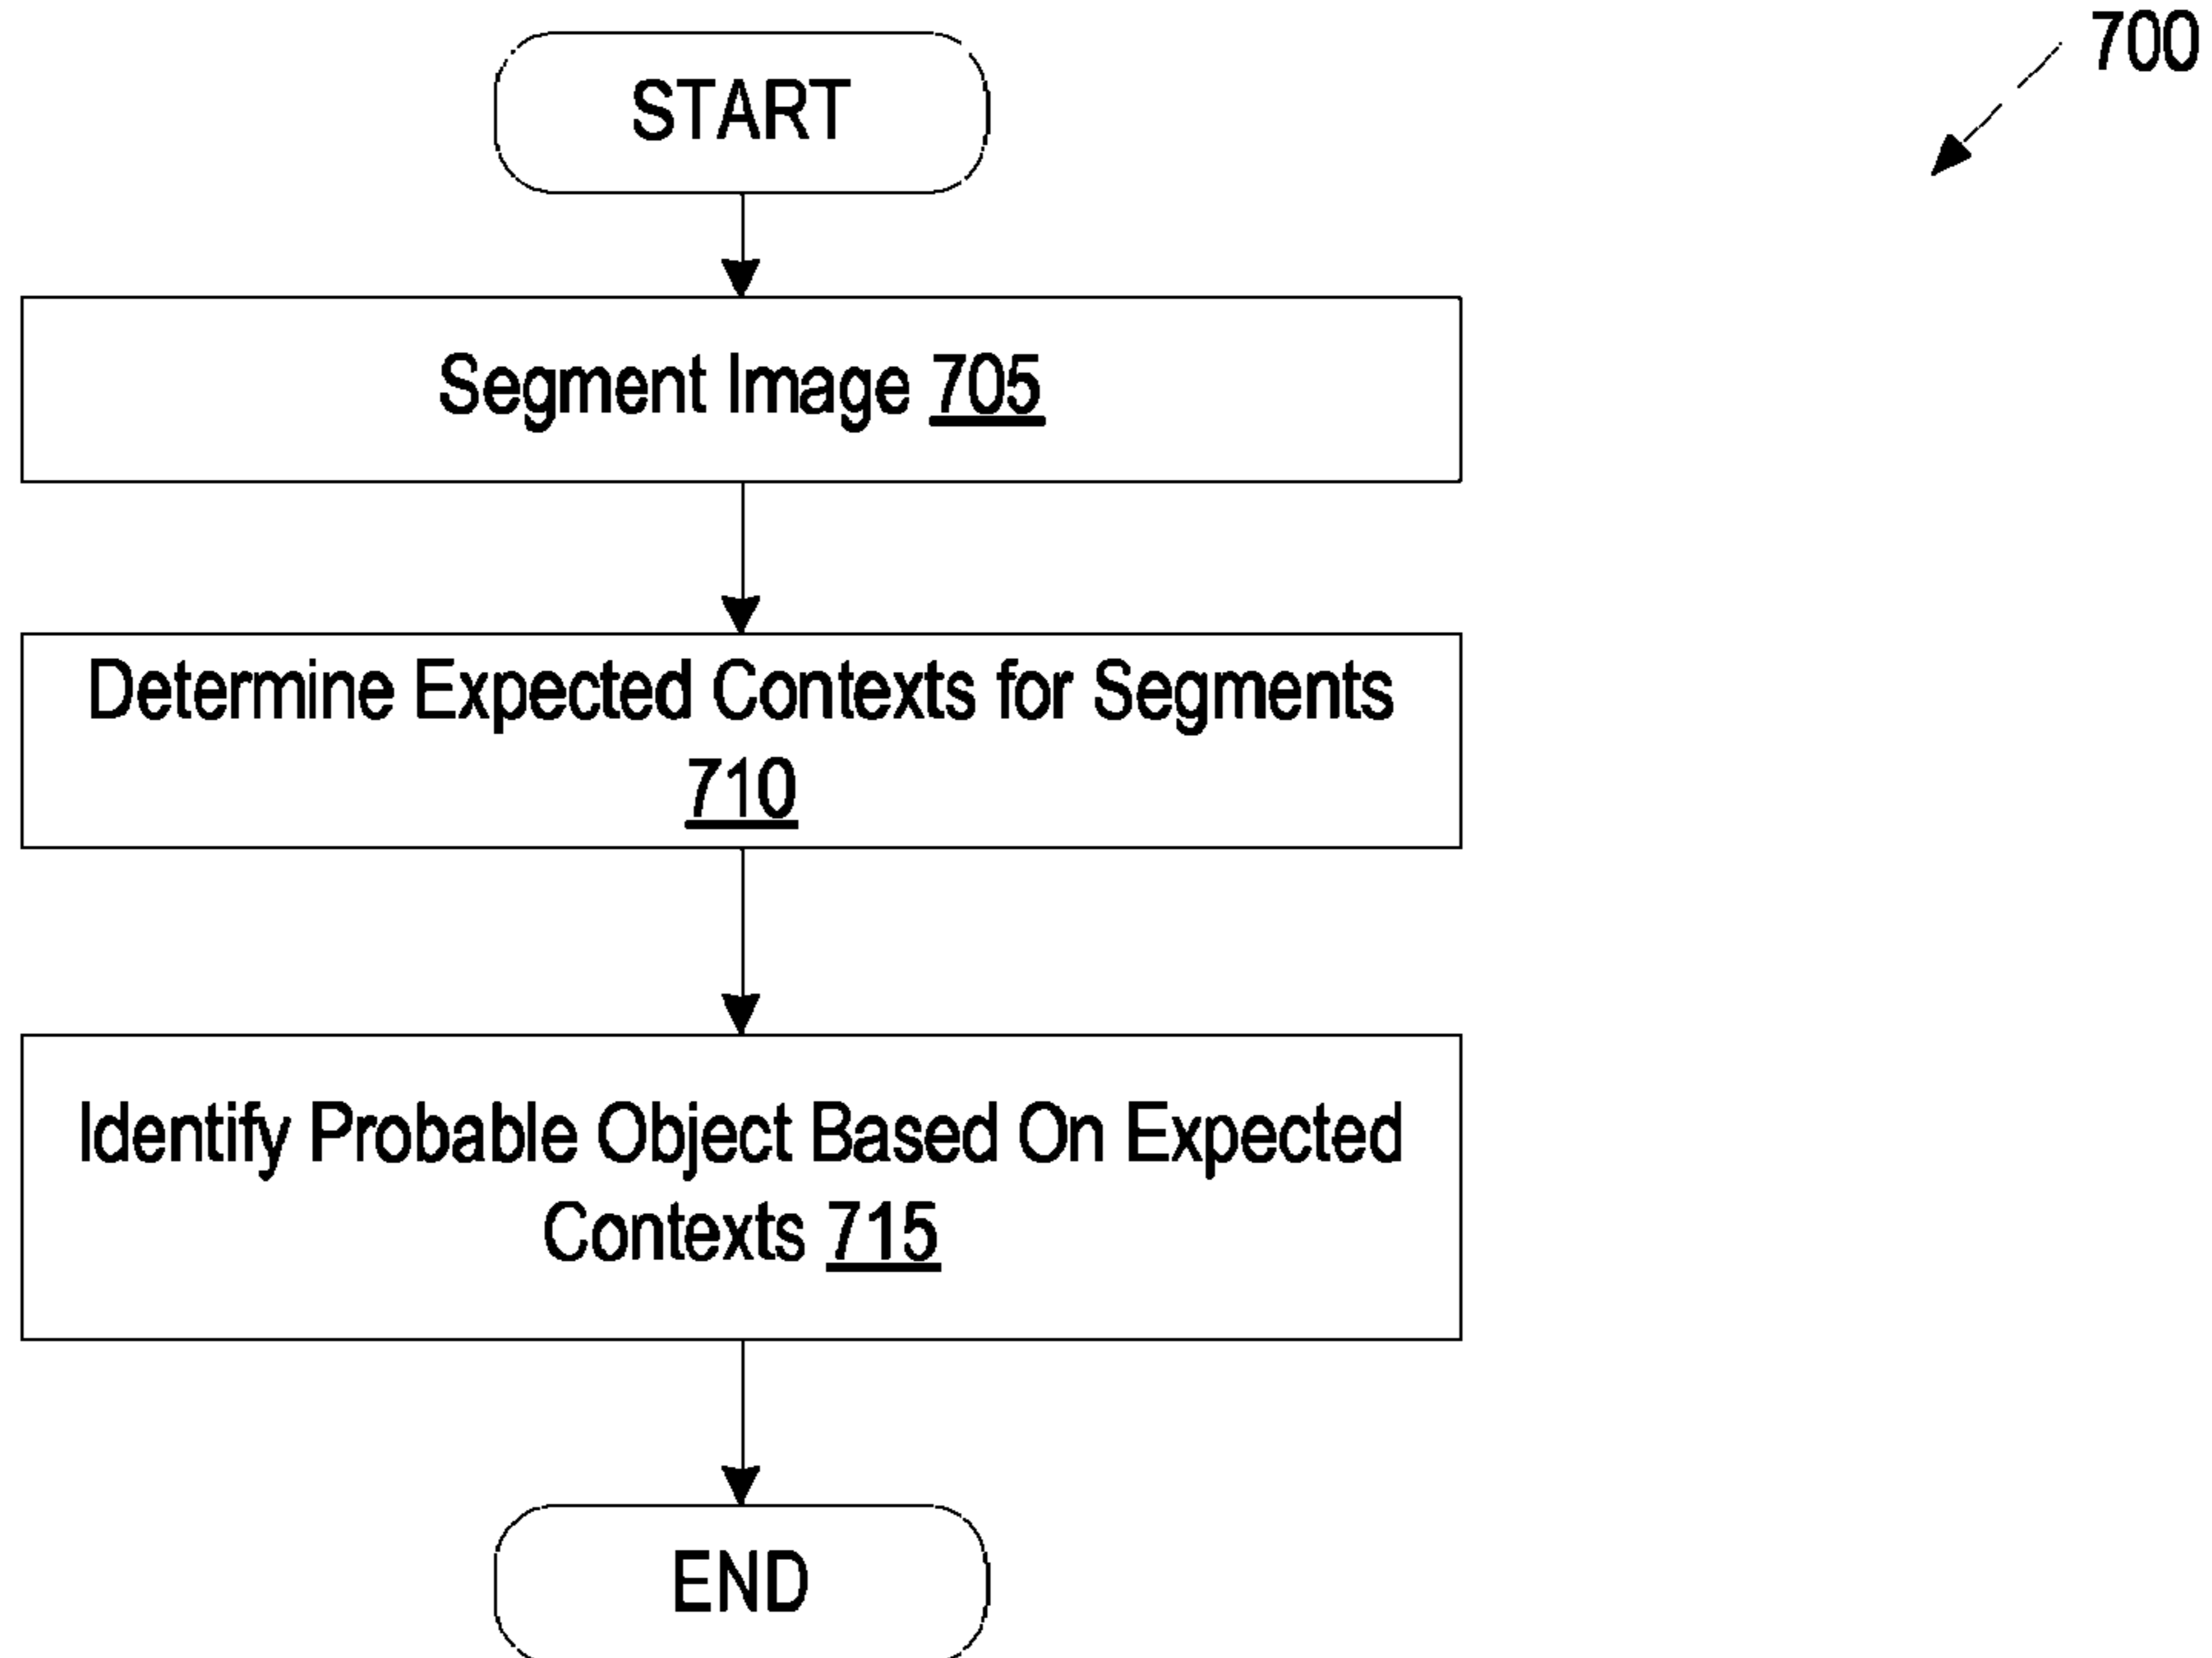 START
700
Segment Image 705
Determine Expected Contexts for Segments
710
Identify Probable Object Based On Expected
Contexts 715
END